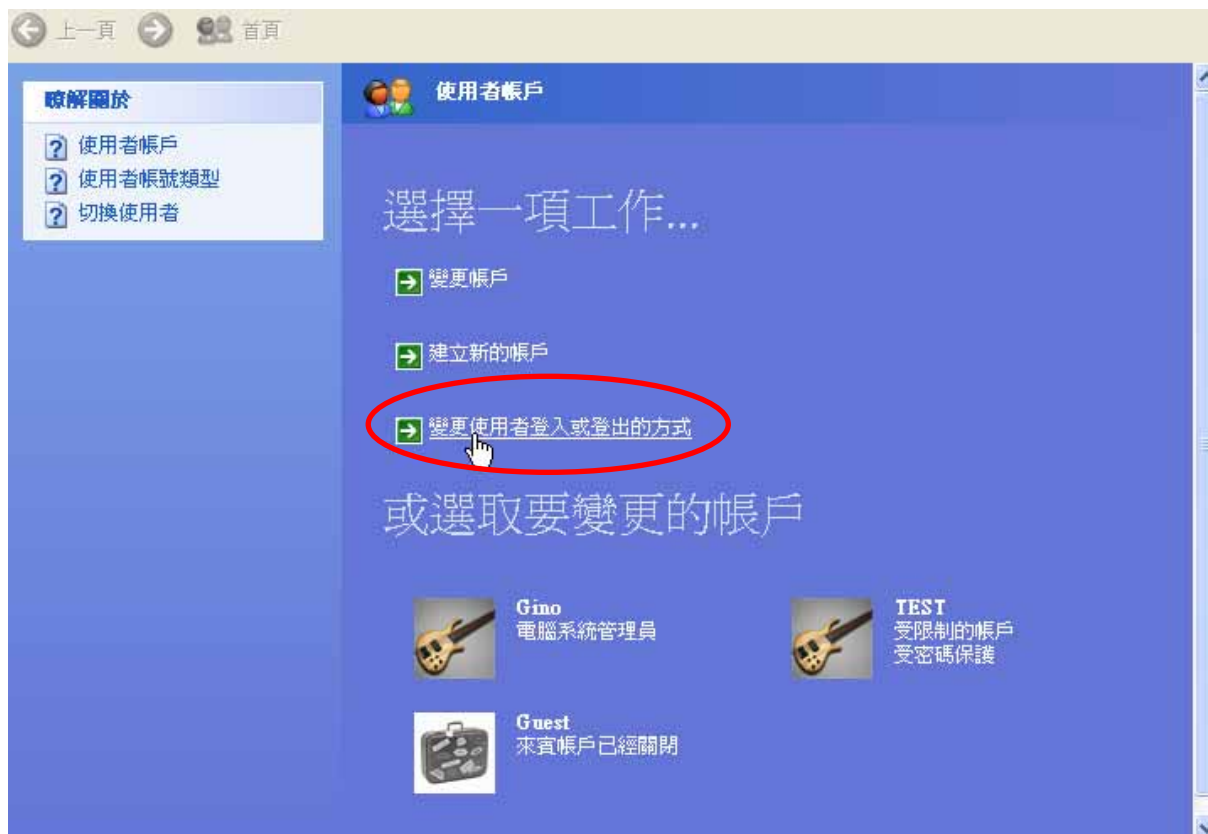 上一頁 首頁
瞭解關於
使用者帳戶
使用者帳號類型
切換使用者
使用者帳戶
選擇一項工作...
變更帳戶
建立新的帳戶
變更使用者登入或登出的方式
或選取要變更的帳戶
Gino
電腦系統管理員
TEST
受限制的帳戶
受密碼保護
Guest
來賓帳戶已經關閉